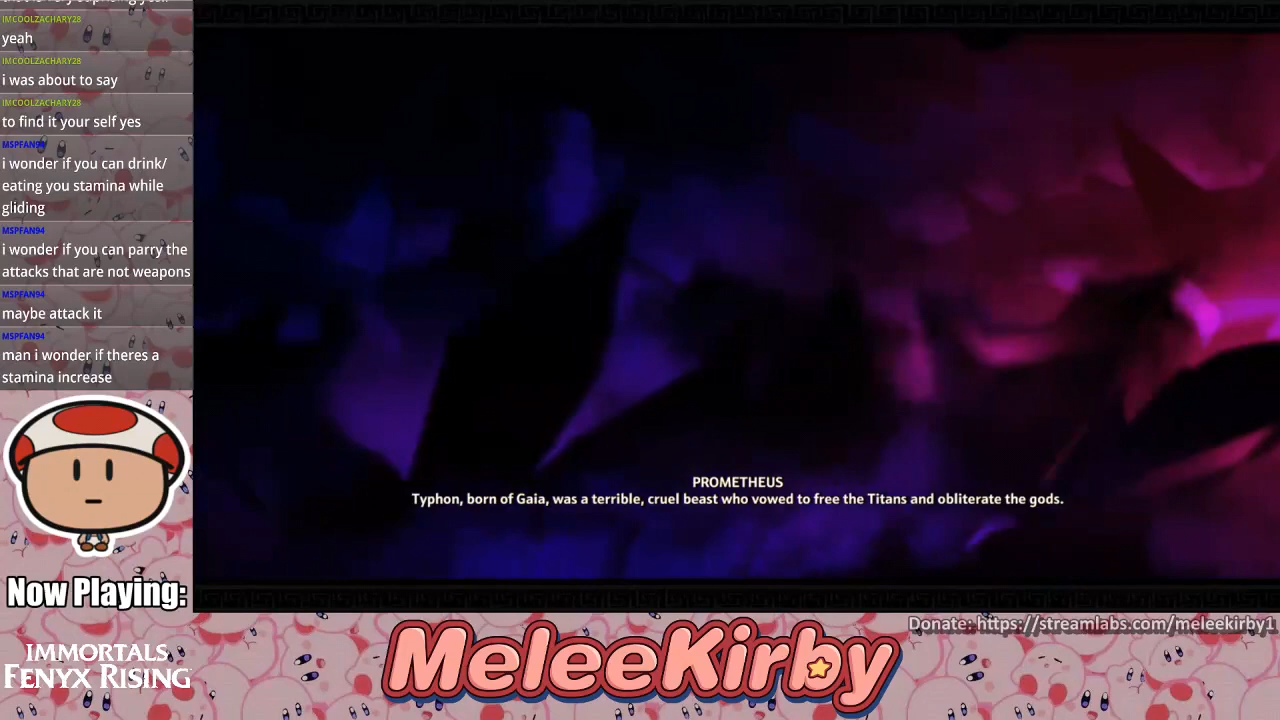 IMCOOLZACHARY28
yeah
IMCOOLZACHARY28
i was about to say
IMCOOLZACHARY28
to find it your self yes
MSPFAN94
i wonder if you can drink/
eating you stamina while
gliding
MSPFAN94
i wonder if you can parry the
attacks that are not weapons
MSPFAN94
maybe attack it
MSPFAN94
man i wonder if theres a
stamina increase
Now Playing:
IMMORTALS
FENYX RISING
PROMETHEUS
Typhon, born of Gaia, was a terrible, cruel beast who vowed to free the Titans and obliterate the gods.
Donate: https://streamlabs.com/meleekirby1
MeleeKirby